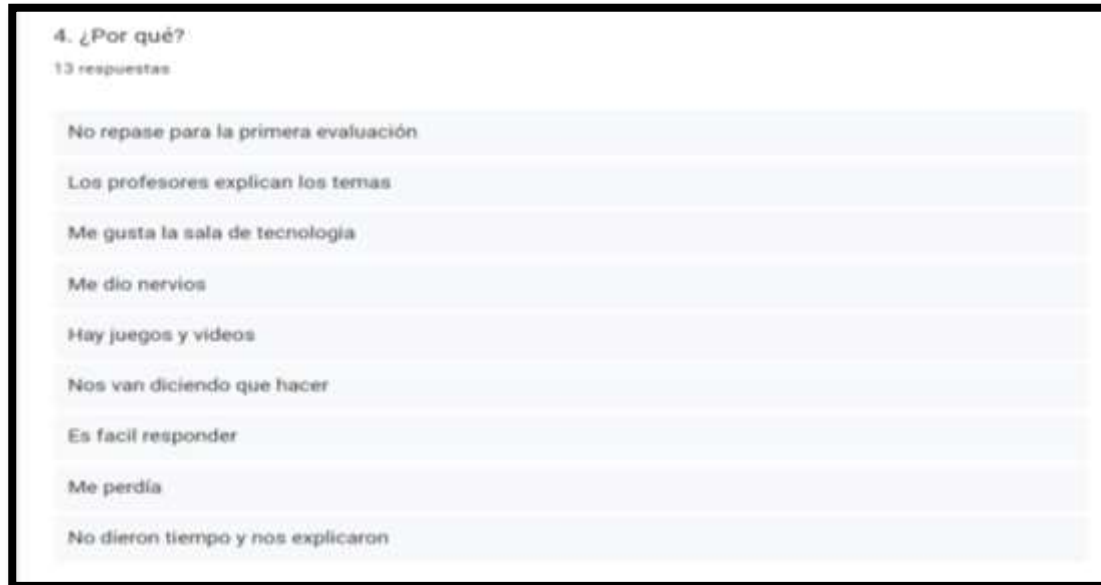 4. ¿Por qué?
13 respuestas
No repase para la primera evaluación
Los profesores explican los temas
Me gusta la sala de tecnología
Me dio nervios
Hay juegos y videos
Nos van diciendo que hacer
Es facil responder
Me perdía
No dieron tiempo y nos explicaron